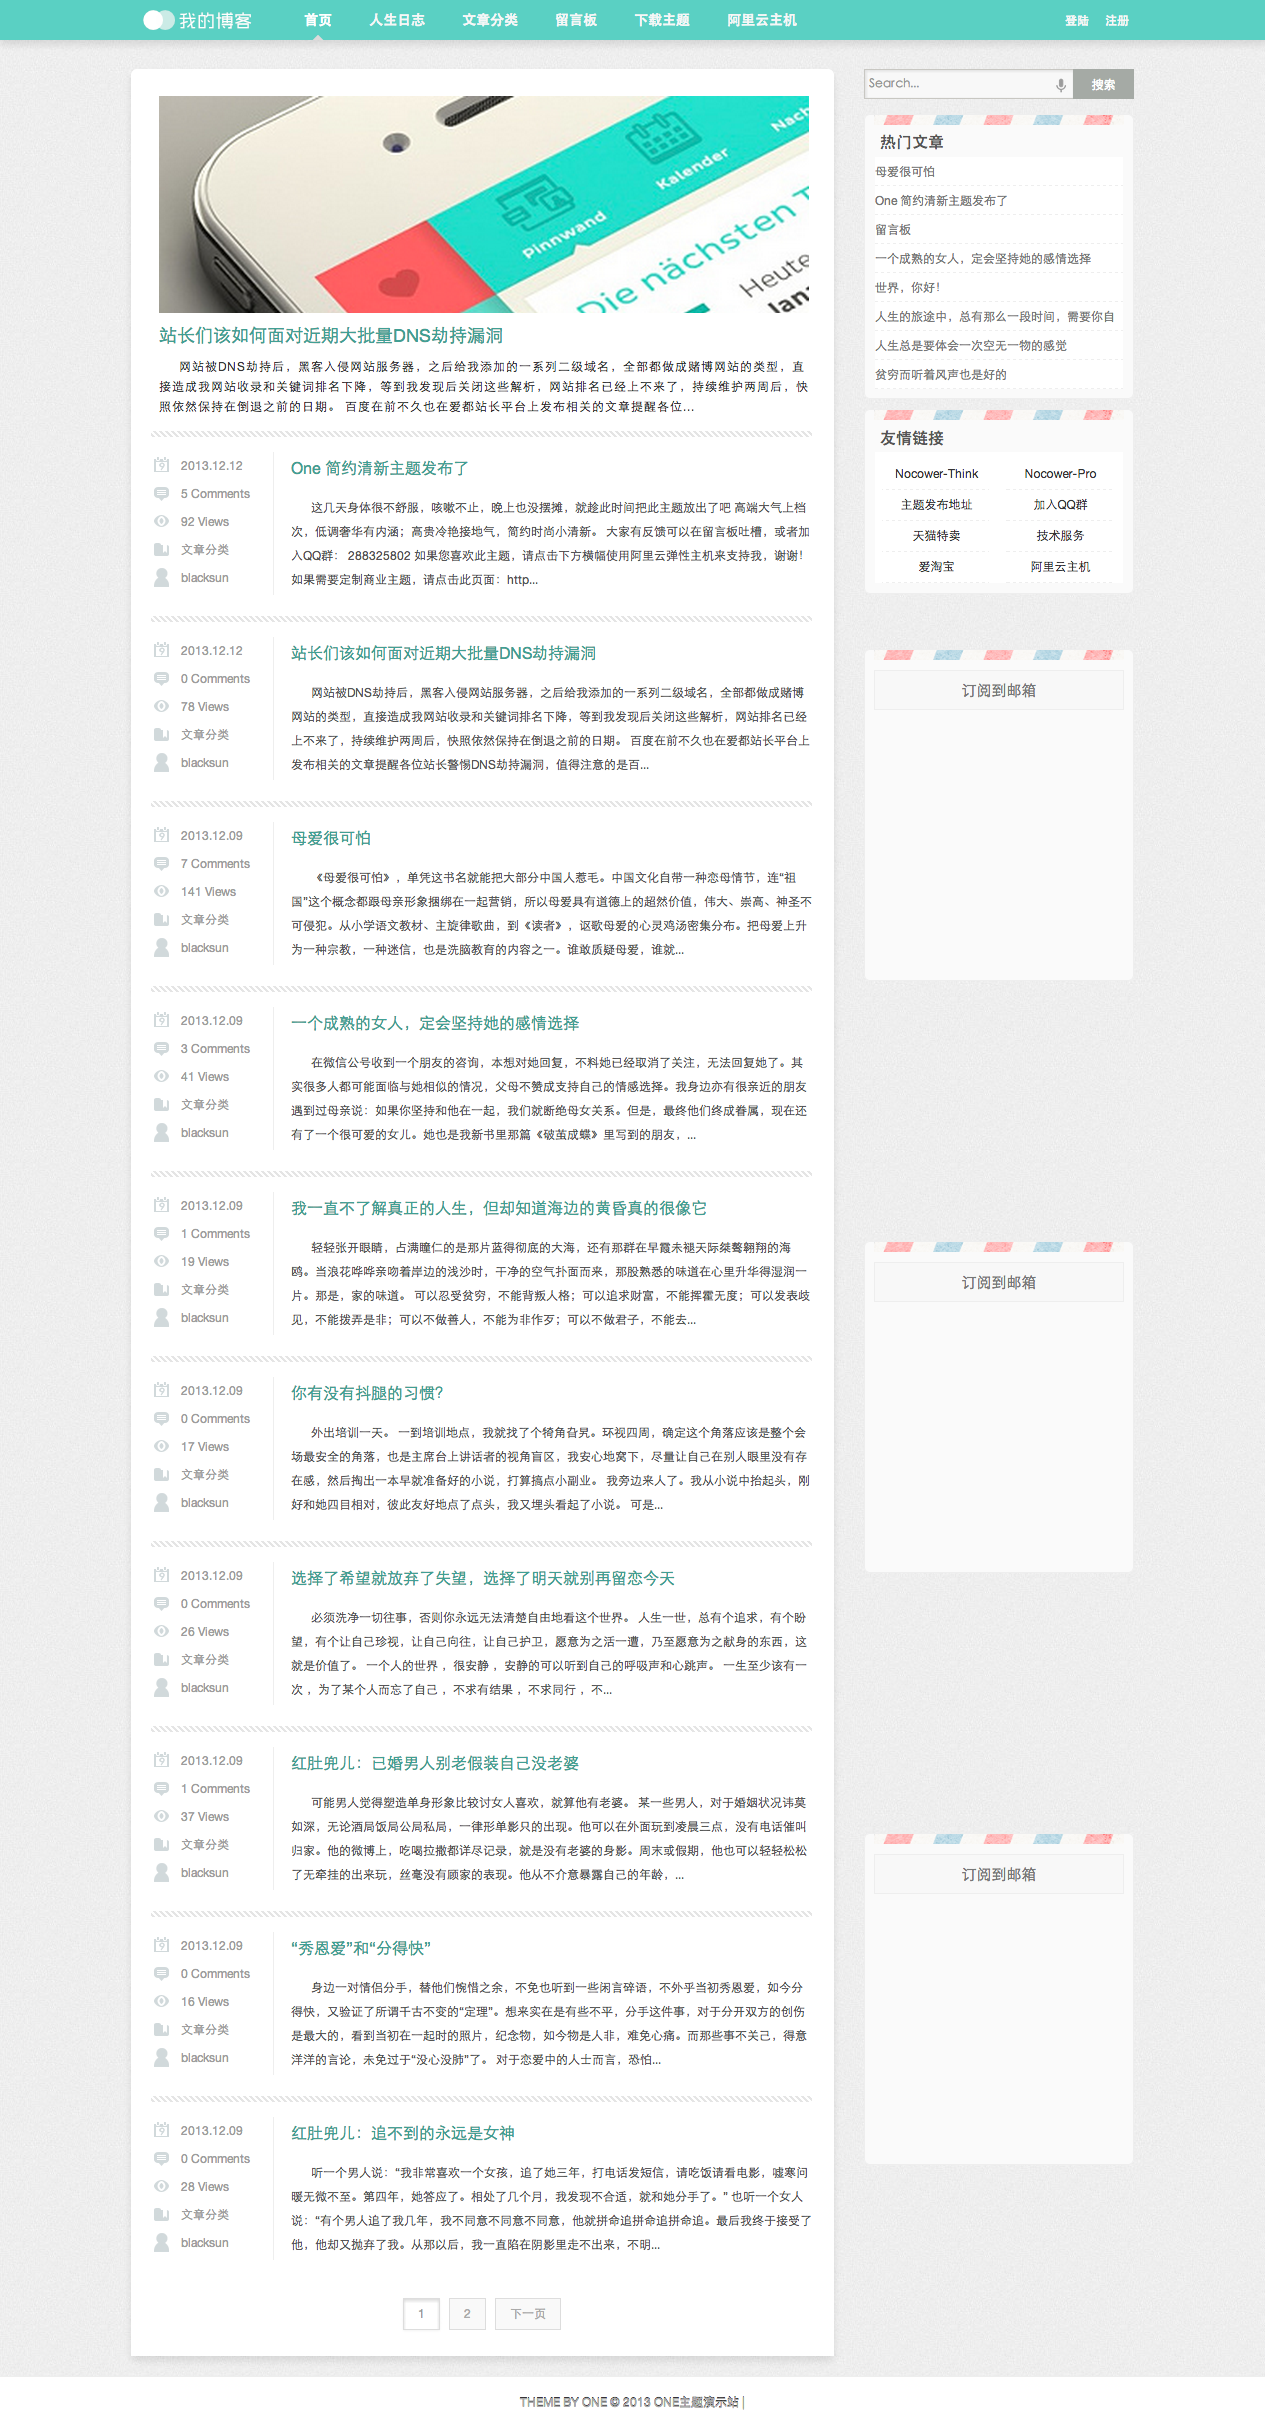 我的博客 首页 人生日志 文章分类 留言板 下载主题 阿里云主机 登陆 注册
Search... 搜索
Pinnwand Kalender Nach
Die nächsten T
Heute
lanz
站长们该如何面对近期大批量DNS劫持漏洞
网站被DNS劫持后，黑客入侵网站服务器，之后给我添加的一系列二级域名，全部都做成赌博网站的类型，直
接造成我网站收录和关键词排名下降，等到我发现后关闭这些解析，网站排名已经上不来了，持续维护两周后，快
照依然保持在倒退之前的日期。 百度在前不久也在爱都站长平台上发布相关的文章提醒各位...
2013.12.12
5 Comments
92 Views
文章分类
blacksun
One 简约清新主题发布了
这几天身体很不舒服，咳嗽不止，晚上也没摆摊，就趁此时间把此主题放出了吧 高端大气上档
次，低调奢华有内涵；高贵冷艳接地气，简约时尚小清新。 大家有反馈可以在留言板吐槽，或者加
入QQ群： 288325802 如果您喜欢此主题，请点击下方横幅使用阿里云弹性主机来支持我，谢谢！
如果需要定制商业主题，请点击此页面：http...
2013.12.12
0 Comments
78 Views
文章分类
blacksun
站长们该如何面对近期大批量DNS劫持漏洞
网站被DNS劫持后，黑客入侵网站服务器，之后给我添加的一系列二级域名，全部都做成赌博
网站的类型，直接造成我网站收录和关键词排名下降，等到我发现后关闭这些解析，网站排名已经
上不来了，持续维护两周后，快照依然保持在倒退之前的日期。 百度在前不久也在爱都站长平台上
发布相关的文章提醒各位站长警惕DNS劫持漏洞，值得注意的是百...
2013.12.09
7 Comments
141 Views
文章分类
blacksun
母爱很可怕
《母爱很可怕》，单凭这书名就能把大部分中国人惹毛。中国文化自带一种恋母情节，连“祖
国”这个概念都跟母亲形象捆绑在一起营销，所以母爱具有道德上的超然价值，伟大、崇高、神圣不
可侵犯。从小学语文教材、主旋律歌曲，到《读者》，讴歌母爱的心灵鸡汤密集分布。把母爱上升
为一种宗教，一种迷信，也是洗脑教育的内容之一。谁敢质疑母爱，谁就...
2013.12.09
3 Comments
41 Views
文章分类
blacksun
一个成熟的女人，定会坚持她的感情选择
在微信公号收到一个朋友的咨询，本想对她回复，不料她已经取消了关注，无法回复她了。其
实很多人都可能面临与她相似的情况，父母不赞成支持自己的情感选择。我身边亦有很亲近的朋友
遇到过母亲说：如果你坚持和他在一起，我们就断绝母女关系。但是，最终他们终成眷属，现在还
有了一个很可爱的女儿。她也是我新书里那篇《破茧成蝶》里写到的朋友，...
2013.12.09
1 Comments
19 Views
文章分类
blacksun
我一直不了解真正的人生，但却知道海边的黄昏真的很像它
轻轻张开眼睛，占满瞳仁的是那片蓝得彻底的大海，还有那群在早霞未褪天际桀骜翱翔的海
鸥。当浪花哗哗亲吻着岸边的浅沙时，干净的空气扑面而来，那股熟悉的味道在心里升华得湿润一
片。那是，家的味道。 可以忍受贫穷，不能背叛人格；可以追求财富，不能挥霍无度；可以发表歧
见，不能拨弄是非；可以不做善人，不能为非作歹；可以不做君子，不能去...
2013.12.09
0 Comments
17 Views
文章分类
blacksun
你有没有抖腿的习惯？
外出培训一天。 一到培训地点，我就找了个犄角旮旯。环视四周，确定这个角落应该是整个会
场最安全的角落，也是主席台上讲话者的视角盲区，我安心地窝下，尽量让自己在别人眼里没有存
在感，然后掏出一本早就准备好的小说，打算搞点小副业。 我旁边来人了。我从小说中抬起头，刚
好和她四目相对，彼此友好地点了点头，我又埋头看起了小说。 可是...
2013.12.09
0 Comments
26 Views
文章分类
blacksun
选择了希望就放弃了失望，选择了明天就别再留恋今天
必须洗净一切往事，否则你永远无法清楚自由地看这个世界。 人生一世，总有个追求，有个盼
望，有个让自己珍视，让自己向往，让自己护卫，愿意为之活一遭，乃至愿意为之献身的东西，这
就是价值了。 一个人的世界 ，很安静 ，安静的可以听到自己的呼吸声和心跳声。 一生至少该有一
次 ，为了某个人而忘了自己 ，不求有结果 ，不求同行 ，不...
2013.12.09
1 Comments
37 Views
文章分类
blacksun
红肚兜儿：已婚男人别老假装自己没老婆
可能男人觉得塑造单身形象比较讨女人喜欢，就算他有老婆。 某一些男人，对于婚姻状况讳莫
如深，无论酒局饭局公局私局，一律形单影只的出现。他可以在外面玩到凌晨三点，没有电话催叫
归家。他的微博上，吃喝拉撒都详尽记录，就是没有老婆的身影。周末或假期，他也可以轻轻松松
了无牵挂的出来玩，丝毫没有顾家的表现。他从不介意暴露自己的年龄，...
2013.12.09
0 Comments
16 Views
文章分类
blacksun
“秀恩爱”和“分得快”
身边一对情侣分手，替他们惋惜之余，不免也听到一些闲言碎语，不外乎当初秀恩爱，如今分
得快，又验证了所谓千古不变的“定理”。想来实在是有些不平，分手这件事，对于分开双方的创伤
是最大的，看到当初在一起时的照片，纪念物，如今物是人非，难免心痛。而那些事不关己，得意
洋洋的言论，未免过于“没心没肺”了。 对于恋爱中的人士而言，恐怕...
2013.12.09
0 Comments
28 Views
文章分类
blacksun
红肚兜儿：追不到的永远是女神
听一个男人说：“我非常喜欢一个女孩，追了她三年，打电话发短信，请吃饭请看电影，嘘寒问
暖无微不至。第四年，她答应了。相处了几个月，我发现不合适，就和她分手了。” 也听一个女人
说：“有个男人追了我几年，我不同意不同意不同意，他就拼命追拼命追拼命追。最后我终于接受了
他，他却又抛弃了我。从那以后，我一直陷在阴影里走不出来，不明...
1 2 下一页
热门文章
母爱很可怕
One 简约清新主题发布了
留言板
一个成熟的女人，定会坚持她的感情选择
世界，你好！
人生的旅途中，总有那么一段时间，需要你自
人生总是要体会一次空无一物的感觉
贫穷而听着风声也是好的
友情链接
Nocower-Think Nocower-Pro
主题发布地址 加入QQ群
天猫特卖 技术服务
爱淘宝 阿里云主机
订阅到邮箱
订阅到邮箱
订阅到邮箱
THEME BY ONE © 2013 ONE主题演示站 |